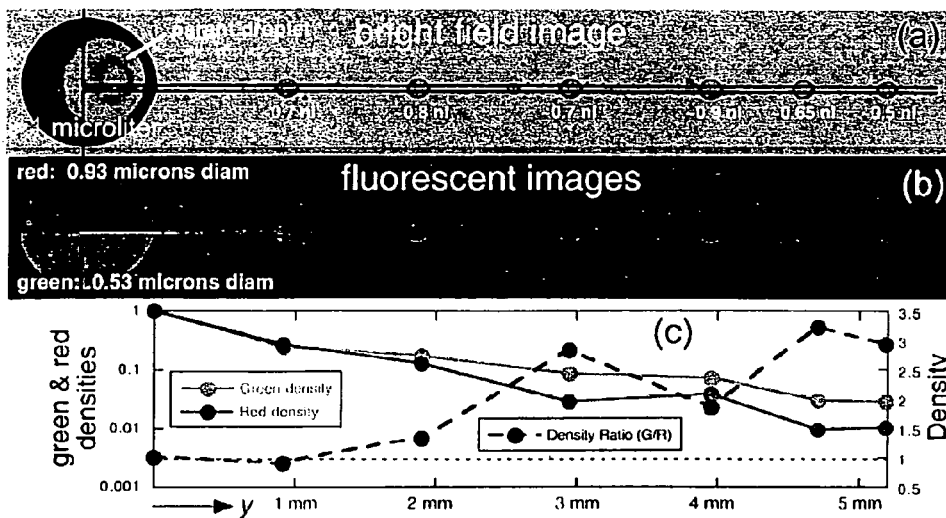 parent droplet
bright field image
(a)
microliter
0.7 nl
0.8 nl
0.7 nl
0.9 nl
0.65 nl
0.5 nl
red: 0.93 microns diam
fluorescent images
(b)
green: 0.53 microns diam
(c)
green & red
densities
1
0.1
0.01
0.001
Green density
Red density
Density Ratio (G/R)
3.5
3
2.5
2
1.5
1
0.5
Density
y
1 mm
2 mm
3 mm
4 mm
5 mm